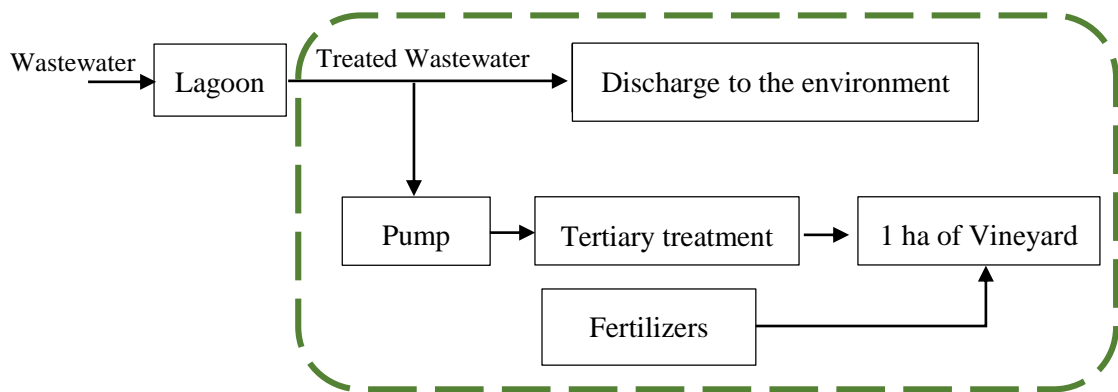 Wastewater
Lagoon
Treated Wastewater
Discharge to the environment
Pump
Tertiary treatment
1 ha of Vineyard
Fertilizers